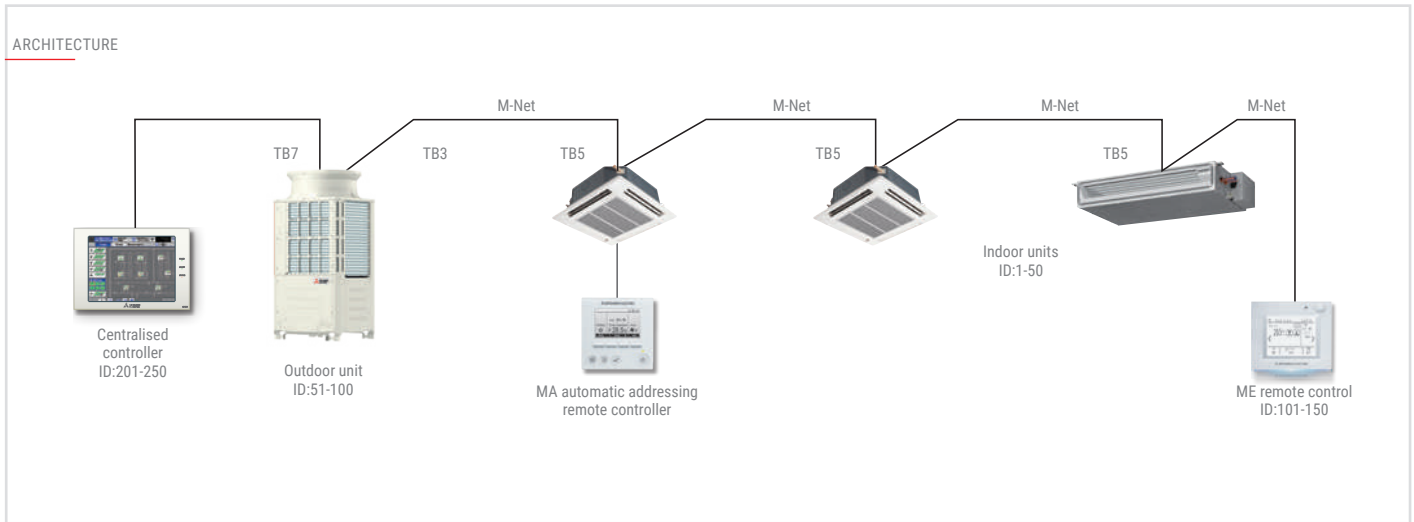 ARCHITECTURE
M-Net
M-Net
M-Net
M-Net
TB7
TB3
TB5
TB5
TB5
Indoor units
ID:1-50
Centralised
controller
ID:201-250
Outdoor unit
ID:51-100
MA automatic addressing
remote controller
ME remote control
ID:101-150